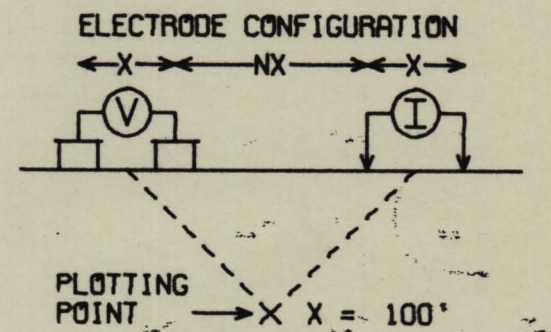 ELECTRODE CONFIGURATION
X NX X
V I
PLOTTING
POINT X X = 100'